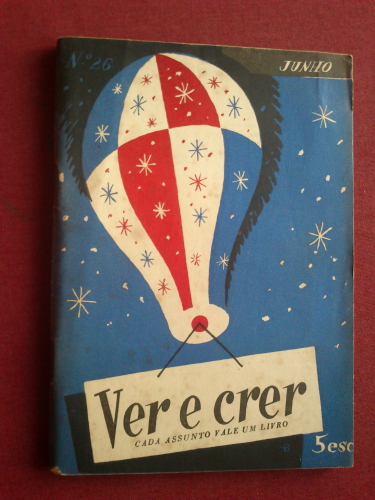 Nº 26
JUNHO
Ver e crer
CADA ASSUNTO VALE UM LIVRO
5esc